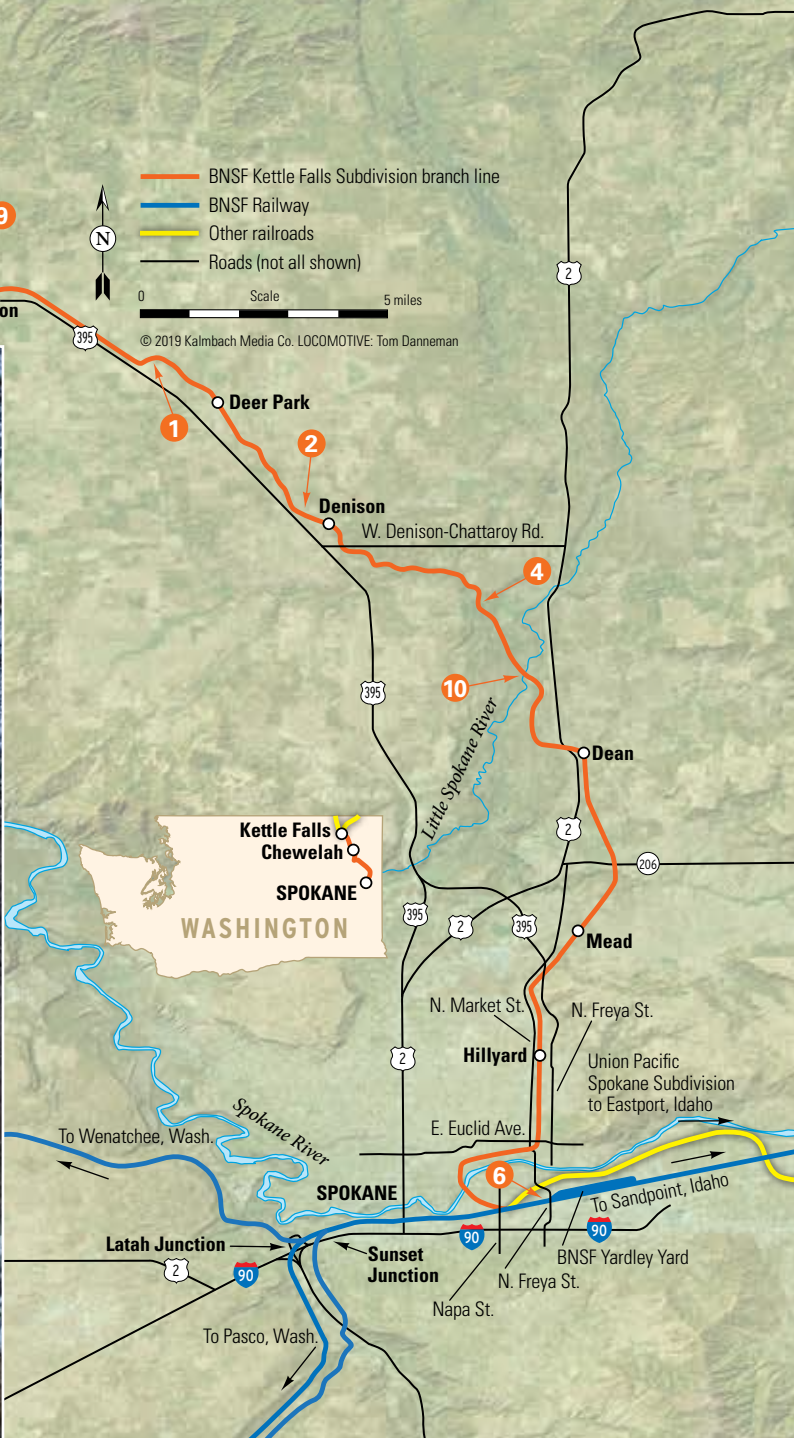 BNSF Kettle Falls Subdivision branch line
BNSF Railway
Other railroads
Roads (not all shown)
N
0
Scale
5 miles
© 2019 Kalmbach Media Co. LOCOMOTIVE: Tom Danneman
9
on
395
1
Deer Park
2
2
Denison
W. Denison-Chattaroy Rd.
4
395
10
Little Spokane River
Dean
2
206
Kettle Falls
Chewelah
SPOKANE
WASHINGTON
395
2
395
Mead
N. Market St.
N. Freya St.
2
Hillyard
Union Pacific
Spokane Subdivision
to Eastport, Idaho
Spokane River
To Wenatchee, Wash.
E. Euclid Ave.
SPOKANE
6
To Sandpoint, Idaho
Latah Junction
Sunset
Junction
90
90
BNSF Yardley Yard
2
90
N. Freya St.
Napa St.
To Pasco, Wash.